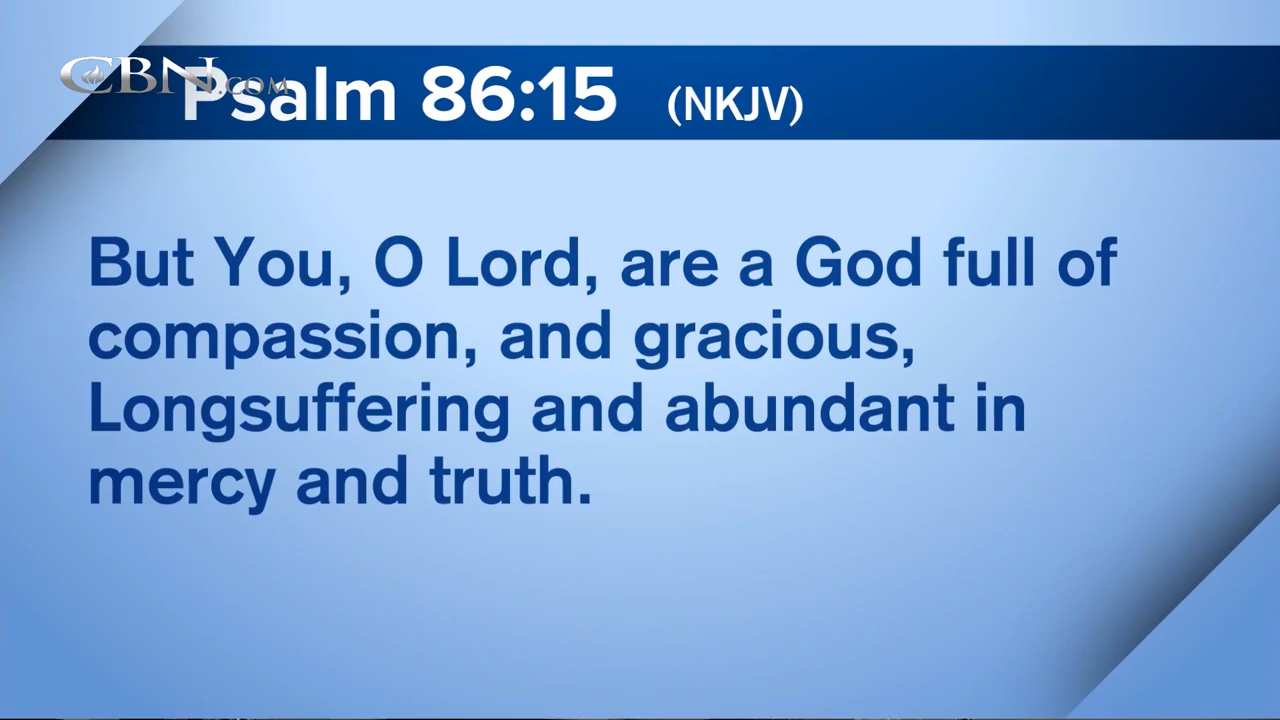 CBN.COM
Psalm 86:15 (NKJV)
But You, O Lord, are a God full of
compassion, and gracious,
Longsuffering and abundant in
mercy and truth.